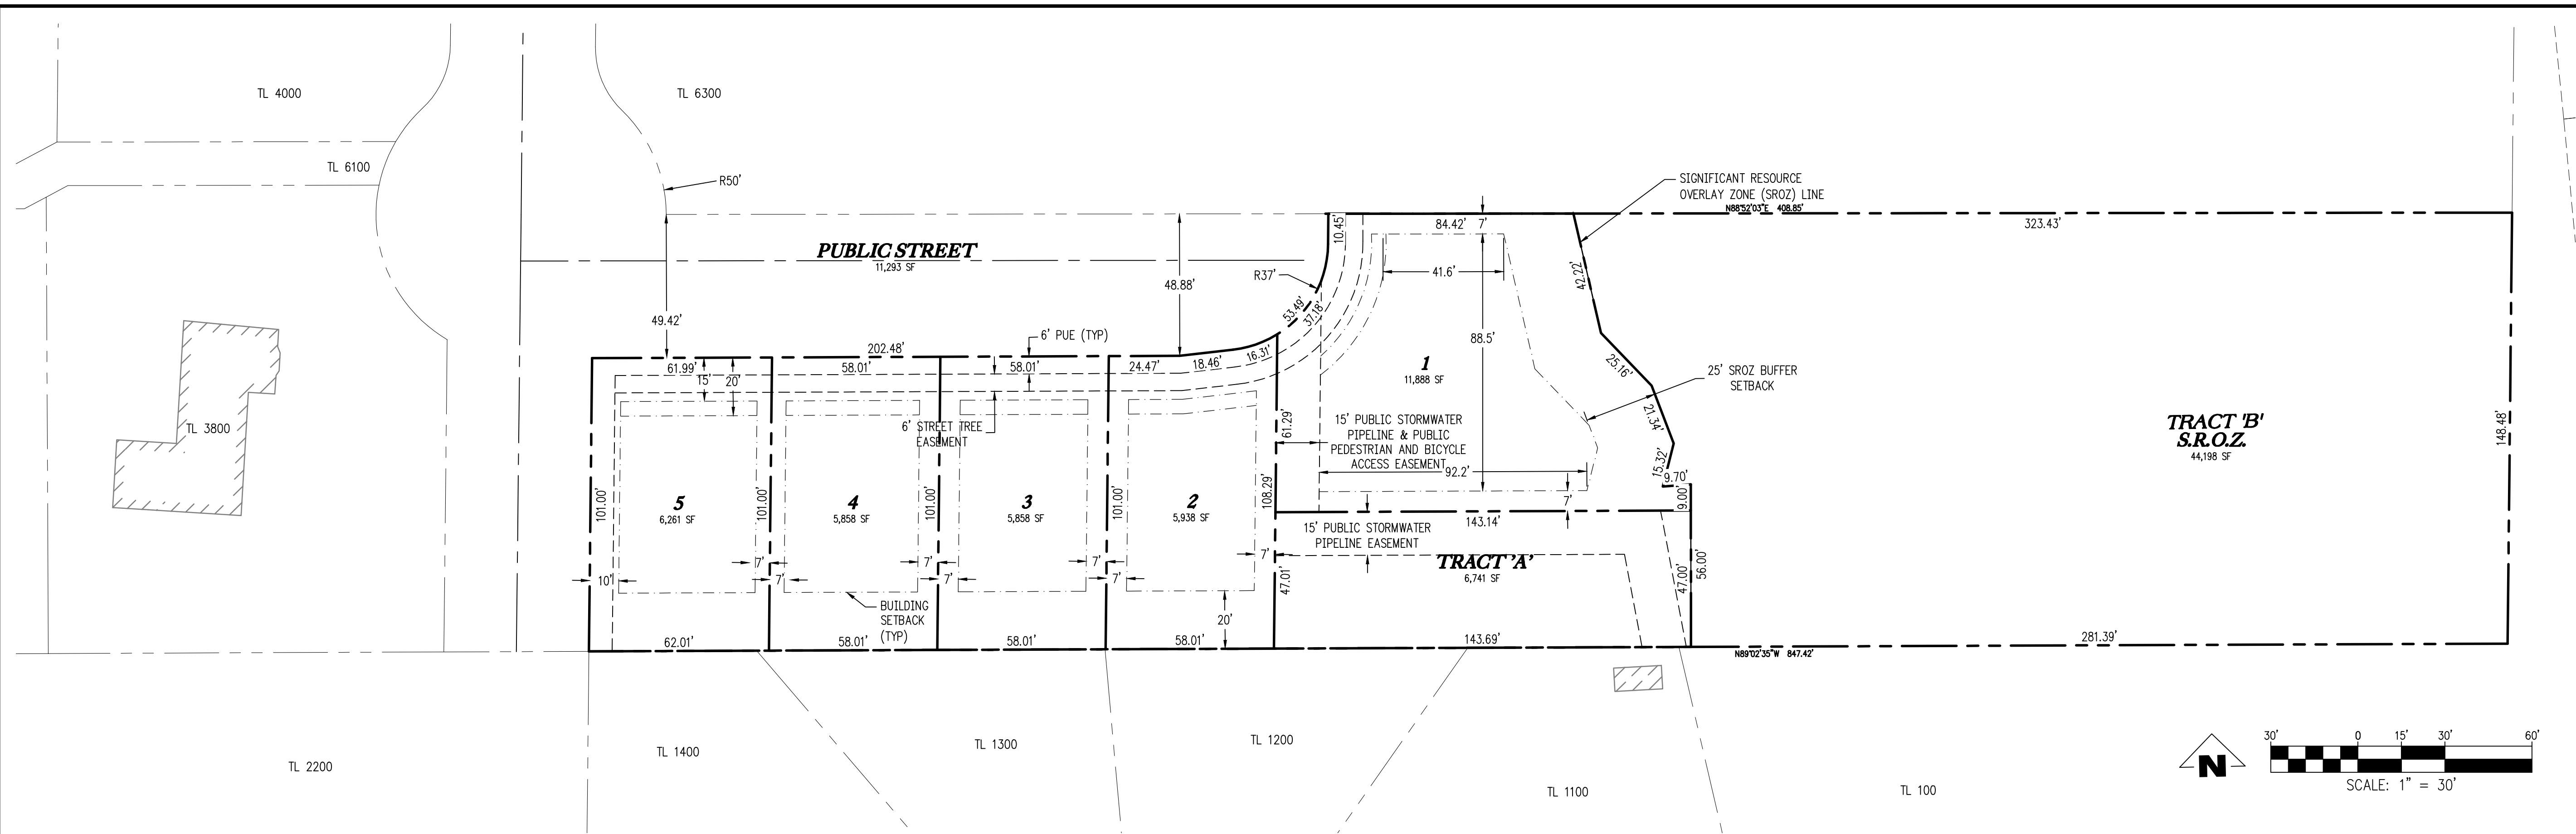 TL 4000
TL 6300
TL 6100
R50'
SIGNIFICANT RESOURCE
OVERLAY ZONE (SROZ) LINE
N88°52'03"E 408.85'
84.42'
7'
323.43'
10.45'
PUBLIC STREET
11,293 SF
R37'
41.6'
42.22'
48.88'
53.49'
37.18'
49.42'
6' PUE (TYP)
88.5'
202.48'
61.99'
58.01'
58.01'
24.47'
18.46'
16.31'
15'
20'
1
11,888 SF
25.16'
25' SROZ BUFFER
SETBACK
21.34'
TL 3800
6' STREET TREE
EASEMENT
61.29'
15' PUBLIC STORMWATER
PIPELINE & PUBLIC
PEDESTRIAN AND BICYCLE
ACCESS EASEMENT
92.2'
15.32'
9.70'
9.00'
TRACT 'B'
S.R.O.Z.
44,198 SF
148.48'
101.00'
5
6,261 SF
101.00'
4
5,858 SF
101.00'
3
5,858 SF
101.00'
2
5,938 SF
108.29'
7'
143.14'
15' PUBLIC STORMWATER
PIPELINE EASEMENT
TRACT 'A'
6,741 SF
10'
7'
7'
7'
7'
7'
7'
7'
47.01'
47.00'
56.00'
BUILDING
SETBACK
(TYP)
20'
62.01'
58.01'
58.01'
58.01'
143.69'
281.39'
N89°02'35"W 847.42'
TL 2200
TL 1400
TL 1300
TL 1200
TL 1100
TL 100
N
30'
0
15'
30'
60'
SCALE: 1" = 30'